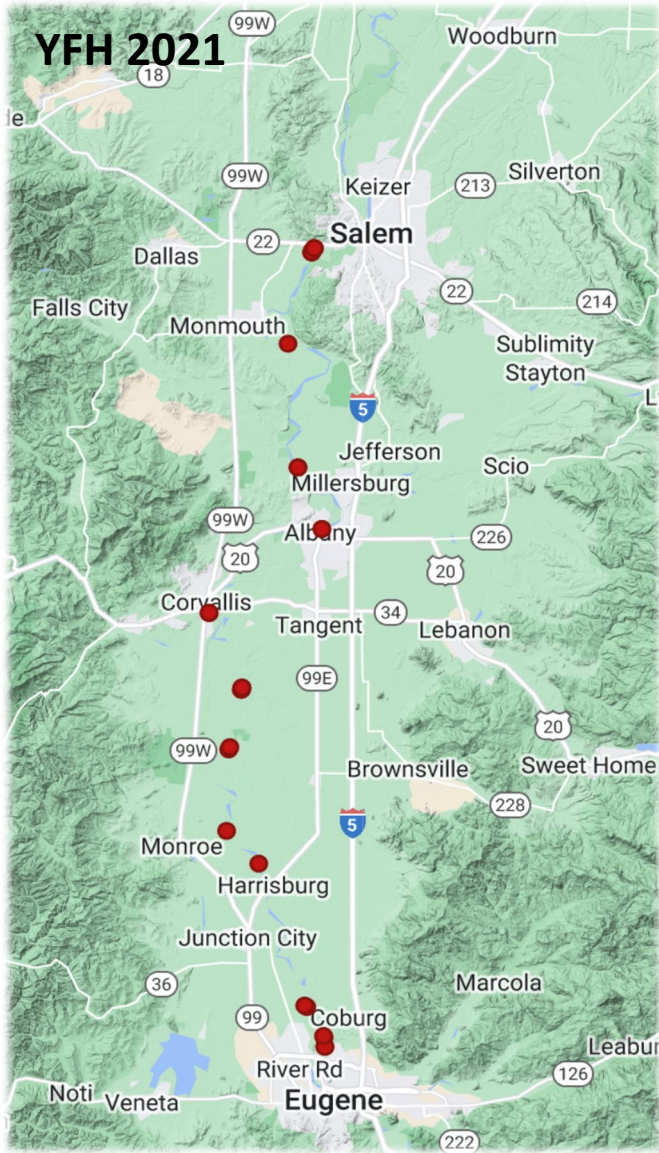 YFH 2021
99W
Woodburn
18
de
99W
Keizer
213
Silverton
Salem
22
Dallas
22
214
Falls City
Monmouth
Sublimity
Stayton
L
5
Jefferson
Scio
Millersburg
99W
Albany
226
20
20
Corvallis
34
Tangent
Lebanon
99E
20
99W
Brownsville
Sweet Home
228
5
Monroe
Harrisburg
Junction City
36
Marcola
99
Coburg
Leabur
River Rd
126
Noti
Veneta
Eugene
222